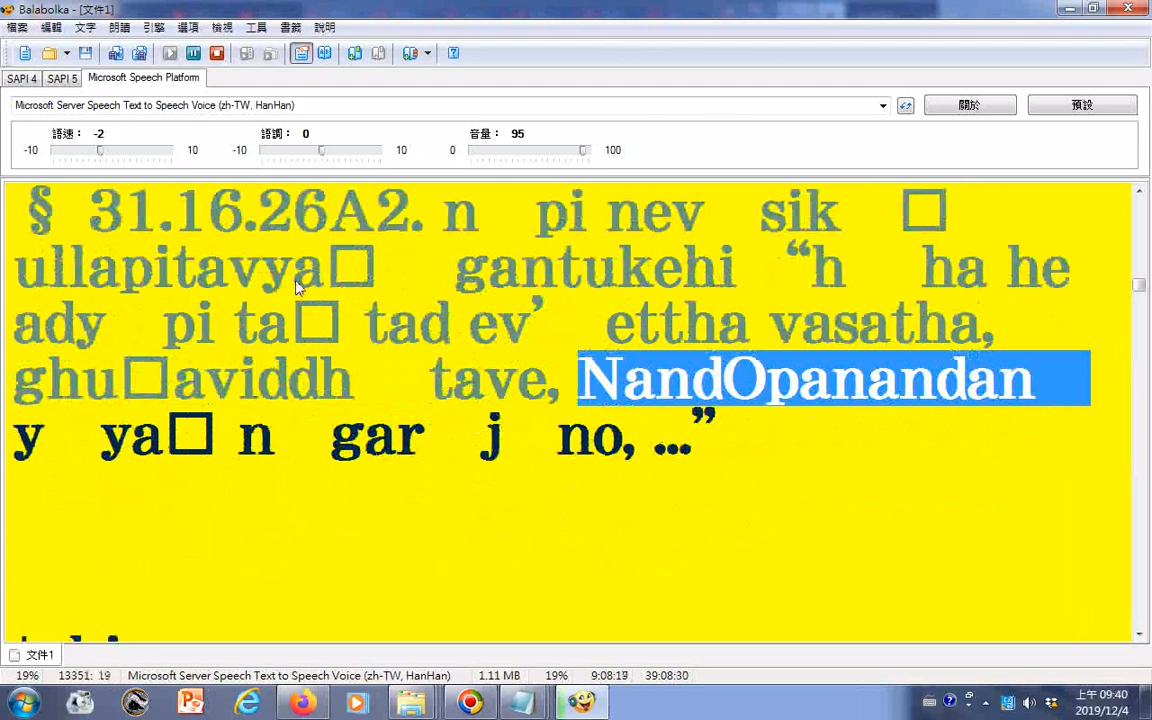 Balabolka - [文件1]
檔案 編輯 文字 朗讀 引擎 選項 檢視 工具 書籤 說明
SAPI 4 SAPI 5 Microsoft Speech Platform
Microsoft Server Speech Text to Speech Voice (zh-TW, HanHan) 關於 預設
語速： -2 語調： 0 音量： 95
-10 10 -10 10 0 100
§ 31.16.26A2. n pi nev sik □
ullapitavya□ gantukehi “h ha he
ady pi ta□ tad ev’ ettha vasatha,
ghu□aviddh tave, NandOpanandan
y ya□ n gar j no, ...”
文件1
19% 13351: 19 Microsoft Server Speech Text to Speech Voice (zh-TW, HanHan) 1.11 MB 19% 9:08:19 39:08:30
上午 09:40
2019/12/4